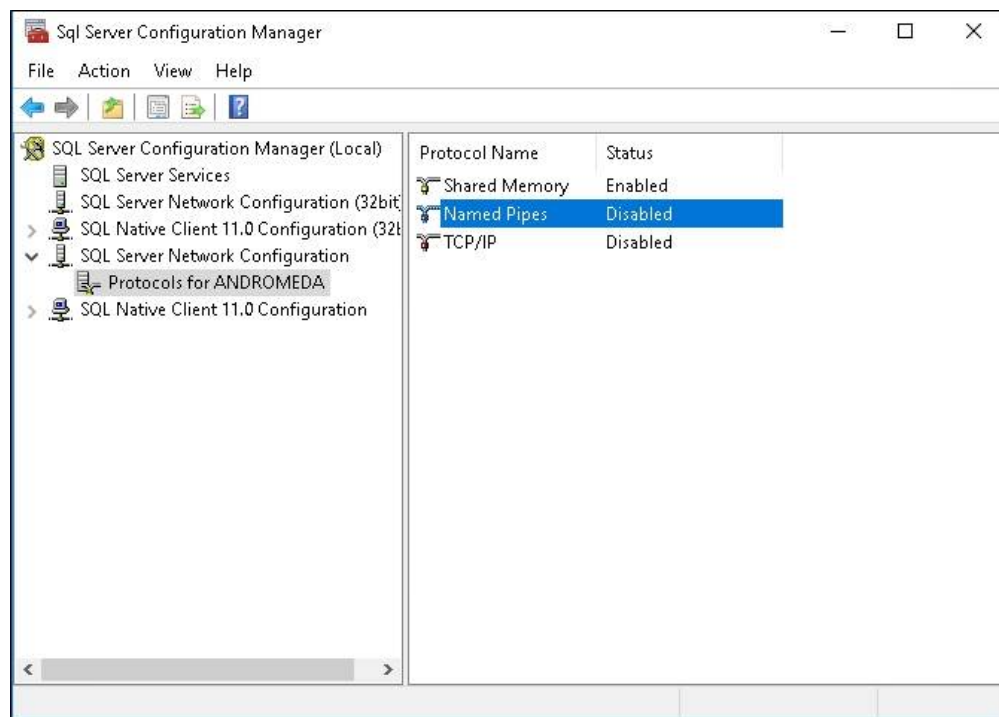 Sql Server Configuration Manager
File Action View Help
SQL Server Configuration Manager (Local)
SQL Server Services
SQL Server Network Configuration (32bit
SQL Native Client 11.0 Configuration (32b
SQL Server Network Configuration
Protocols for ANDROMEDA
SQL Native Client 11.0 Configuration
Protocol Name Status
Shared Memory Enabled
Named Pipes Disabled
TCP/IP Disabled